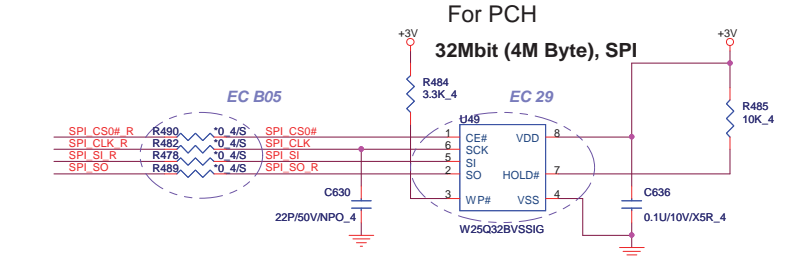 For PCH
+3V
+3V
32Mbit (4M Byte), SPI
R484
3.3K_4
EC B05
EC 29
R485
10K_4
U49
SPI_CS0#_R R490 *0_4/S SPI_CS0# 1 CE# VDD 8
SPI_CLK_R R482 *0_4/S SPI_CLK 6 SCK
SPI_SI_R R478 *0_4/S SPI_SI 5 SI
SPI_SO R489 *0_4/S SPI_SO_R 2 SO HOLD# 7
C630
22P/50V/NPO_4
3 WP# VSS 4
C636
0.1U/10V/X5R_4
W25Q32BVSSIG